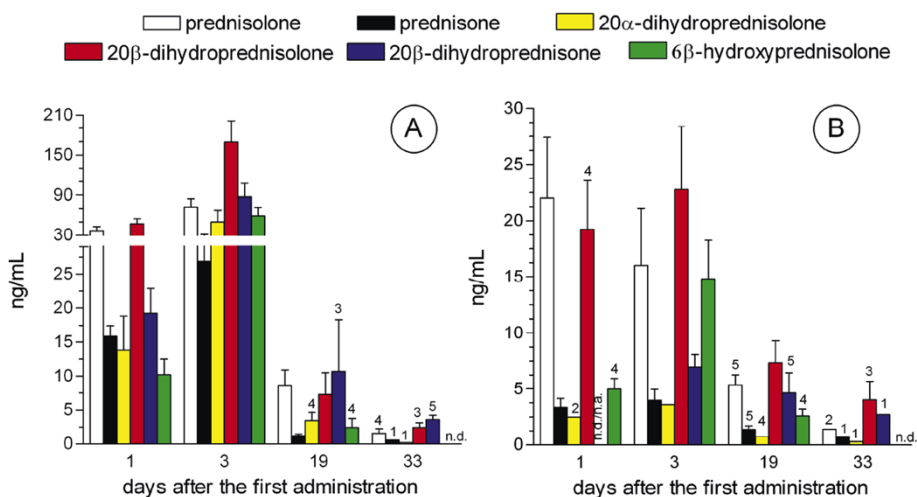 prednisolone prednisone 20α-dihydroprednisolone
20β-dihydroprednisolone 20β-dihydroprednisone 6β-hydroxyprednisolone
A
ng/mL
210
150
90
30
25
20
15
10
5
0
4 3 4
2 1 1 3 5 n.d.
1 3 19 33
days after the first administration
B
ng/mL
30
25
20
15
10
5
0
2 4 n.d./n.a. 4
5 5 4 5 4
2 1 3 1 n.d.
1 3 19 33
days after the first administration